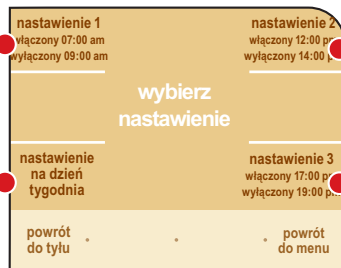 nastawienie 1
włączony 07:00 am
wyłączony 09:00 am
nastawienie 2
włączony 12:00
wyłączony 14:00
wybierz
nastawienie
nastawienie
na dzień
tygodnia
nastawienie 3
włączony 17:00
wyłączony 19:00
powrót
do tyłu
powrót
do menu